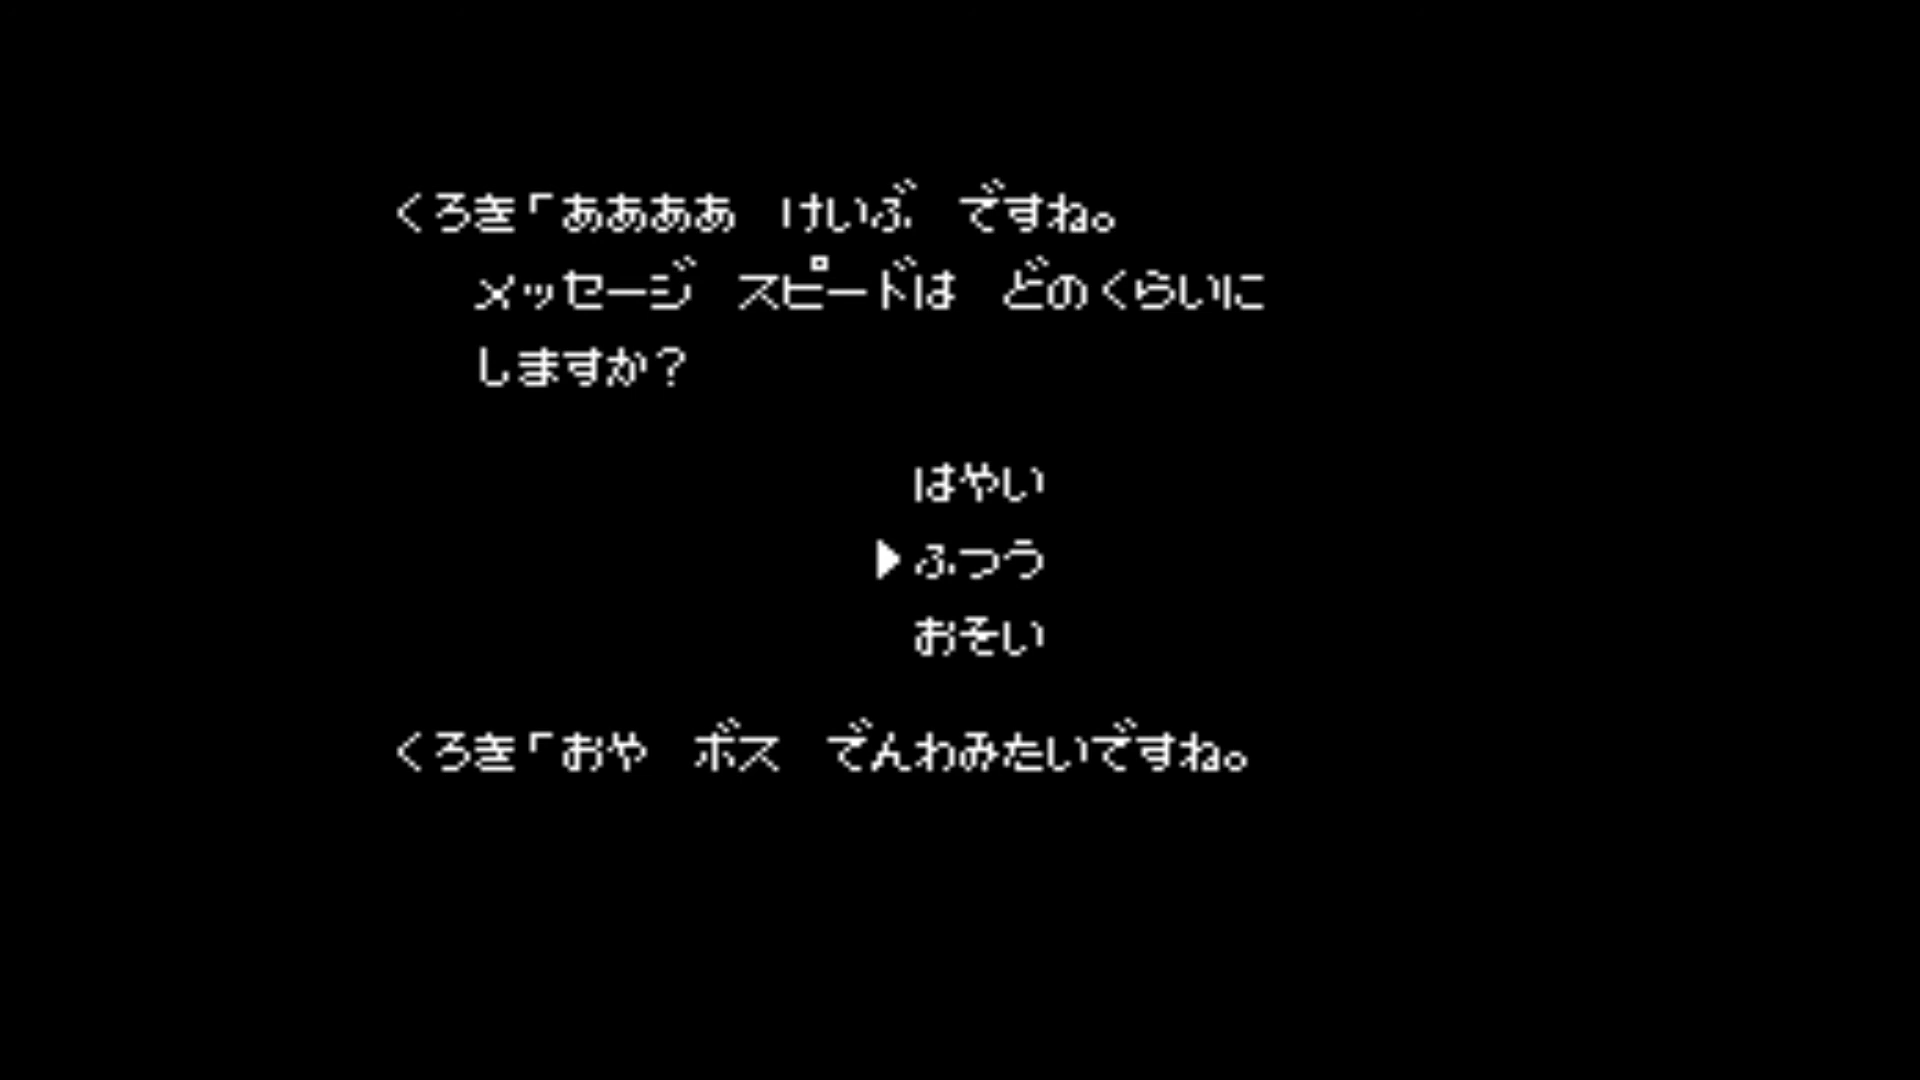 くろき「ああああ　けいぶ　ですね。
メッセージ　スピードは　どのくらいに
しますか？
はやい
▶ふつう
おそい
くろき「おや　ボス　でんわみたいですね。